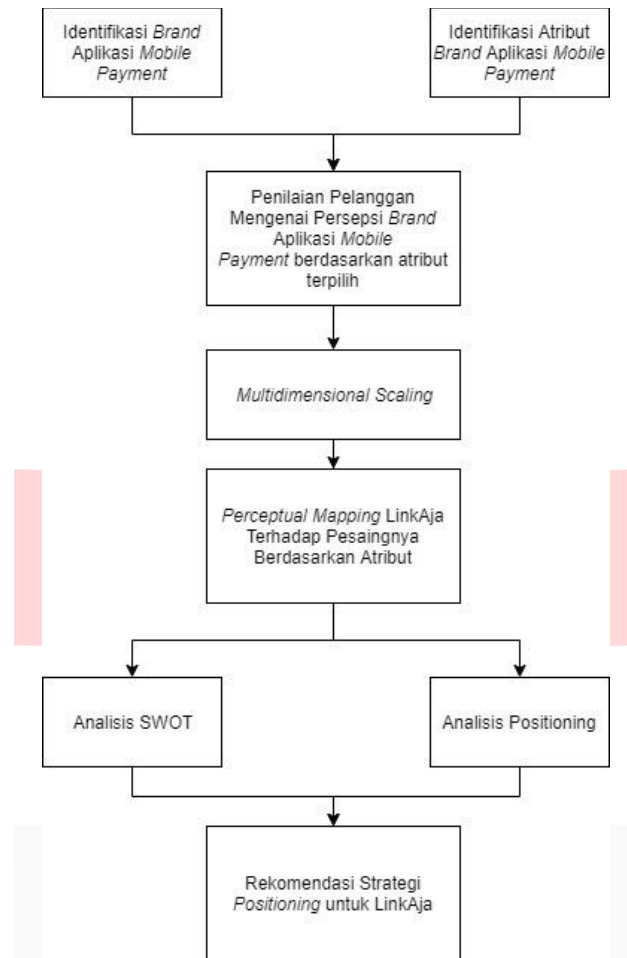 Identifikasi Brand
Aplikasi Mobile
Payment
Identifikasi Atribut
Brand Aplikasi Mobile
Payment
Penilaian Pelanggan
Mengenai Persepsi Brand
Aplikasi Mobile
Payment berdasarkan atribut
terpilih
Multidimensional Scaling
Perceptual Mapping LinkAja
Terhadap Pesaingnya
Berdasarkan Atribut
Analisis SWOT
Analisis Positioning
Rekomendasi Strategi
Positioning untuk LinkAja